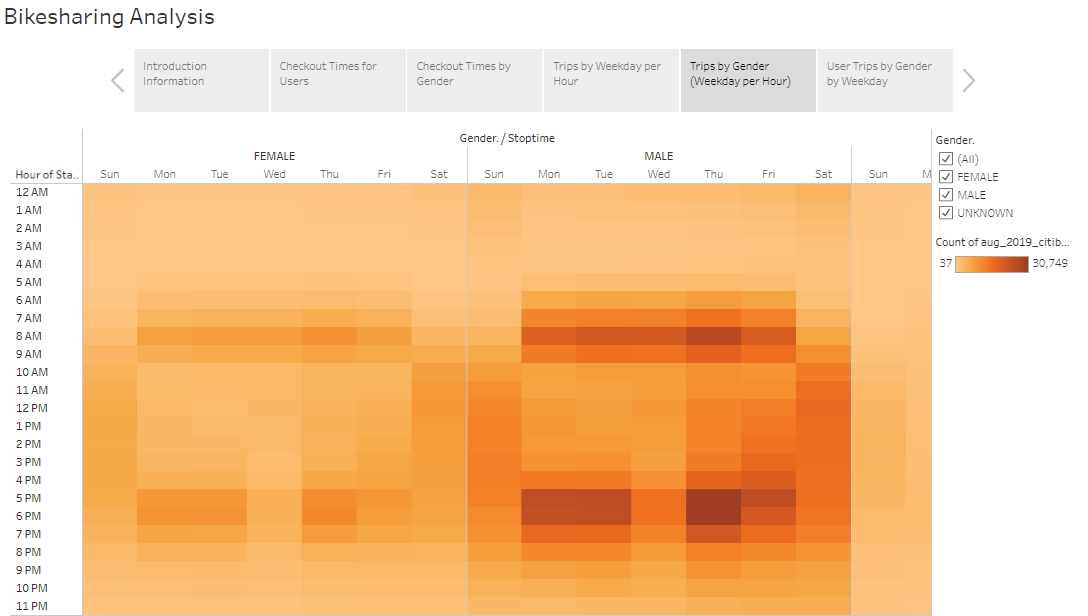 Bikesharing Analysis
Introduction
Information
Checkout Times for
Users
Checkout Times by
Gender
Trips by Weekday per
Hour
Trips by Gender
(Weekday per Hour)
User Trips by Gender
by Weekday
Gender. / Stoptime
FEMALE
MALE
Hour of Sta..
Sun
Mon
Tue
Wed
Thu
Fri
Sat
Sun
Mon
Tue
Wed
Thu
Fri
Sat
Sun
M
12 AM
1 AM
2 AM
3 AM
4 AM
5 AM
6 AM
7 AM
8 AM
9 AM
10 AM
11 AM
12 PM
1 PM
2 PM
3 PM
4 PM
5 PM
6 PM
7 PM
8 PM
9 PM
10 PM
11 PM
Gender.
(All)
FEMALE
MALE
UNKNOWN
Count of aug_2019_citib...
37
30,749